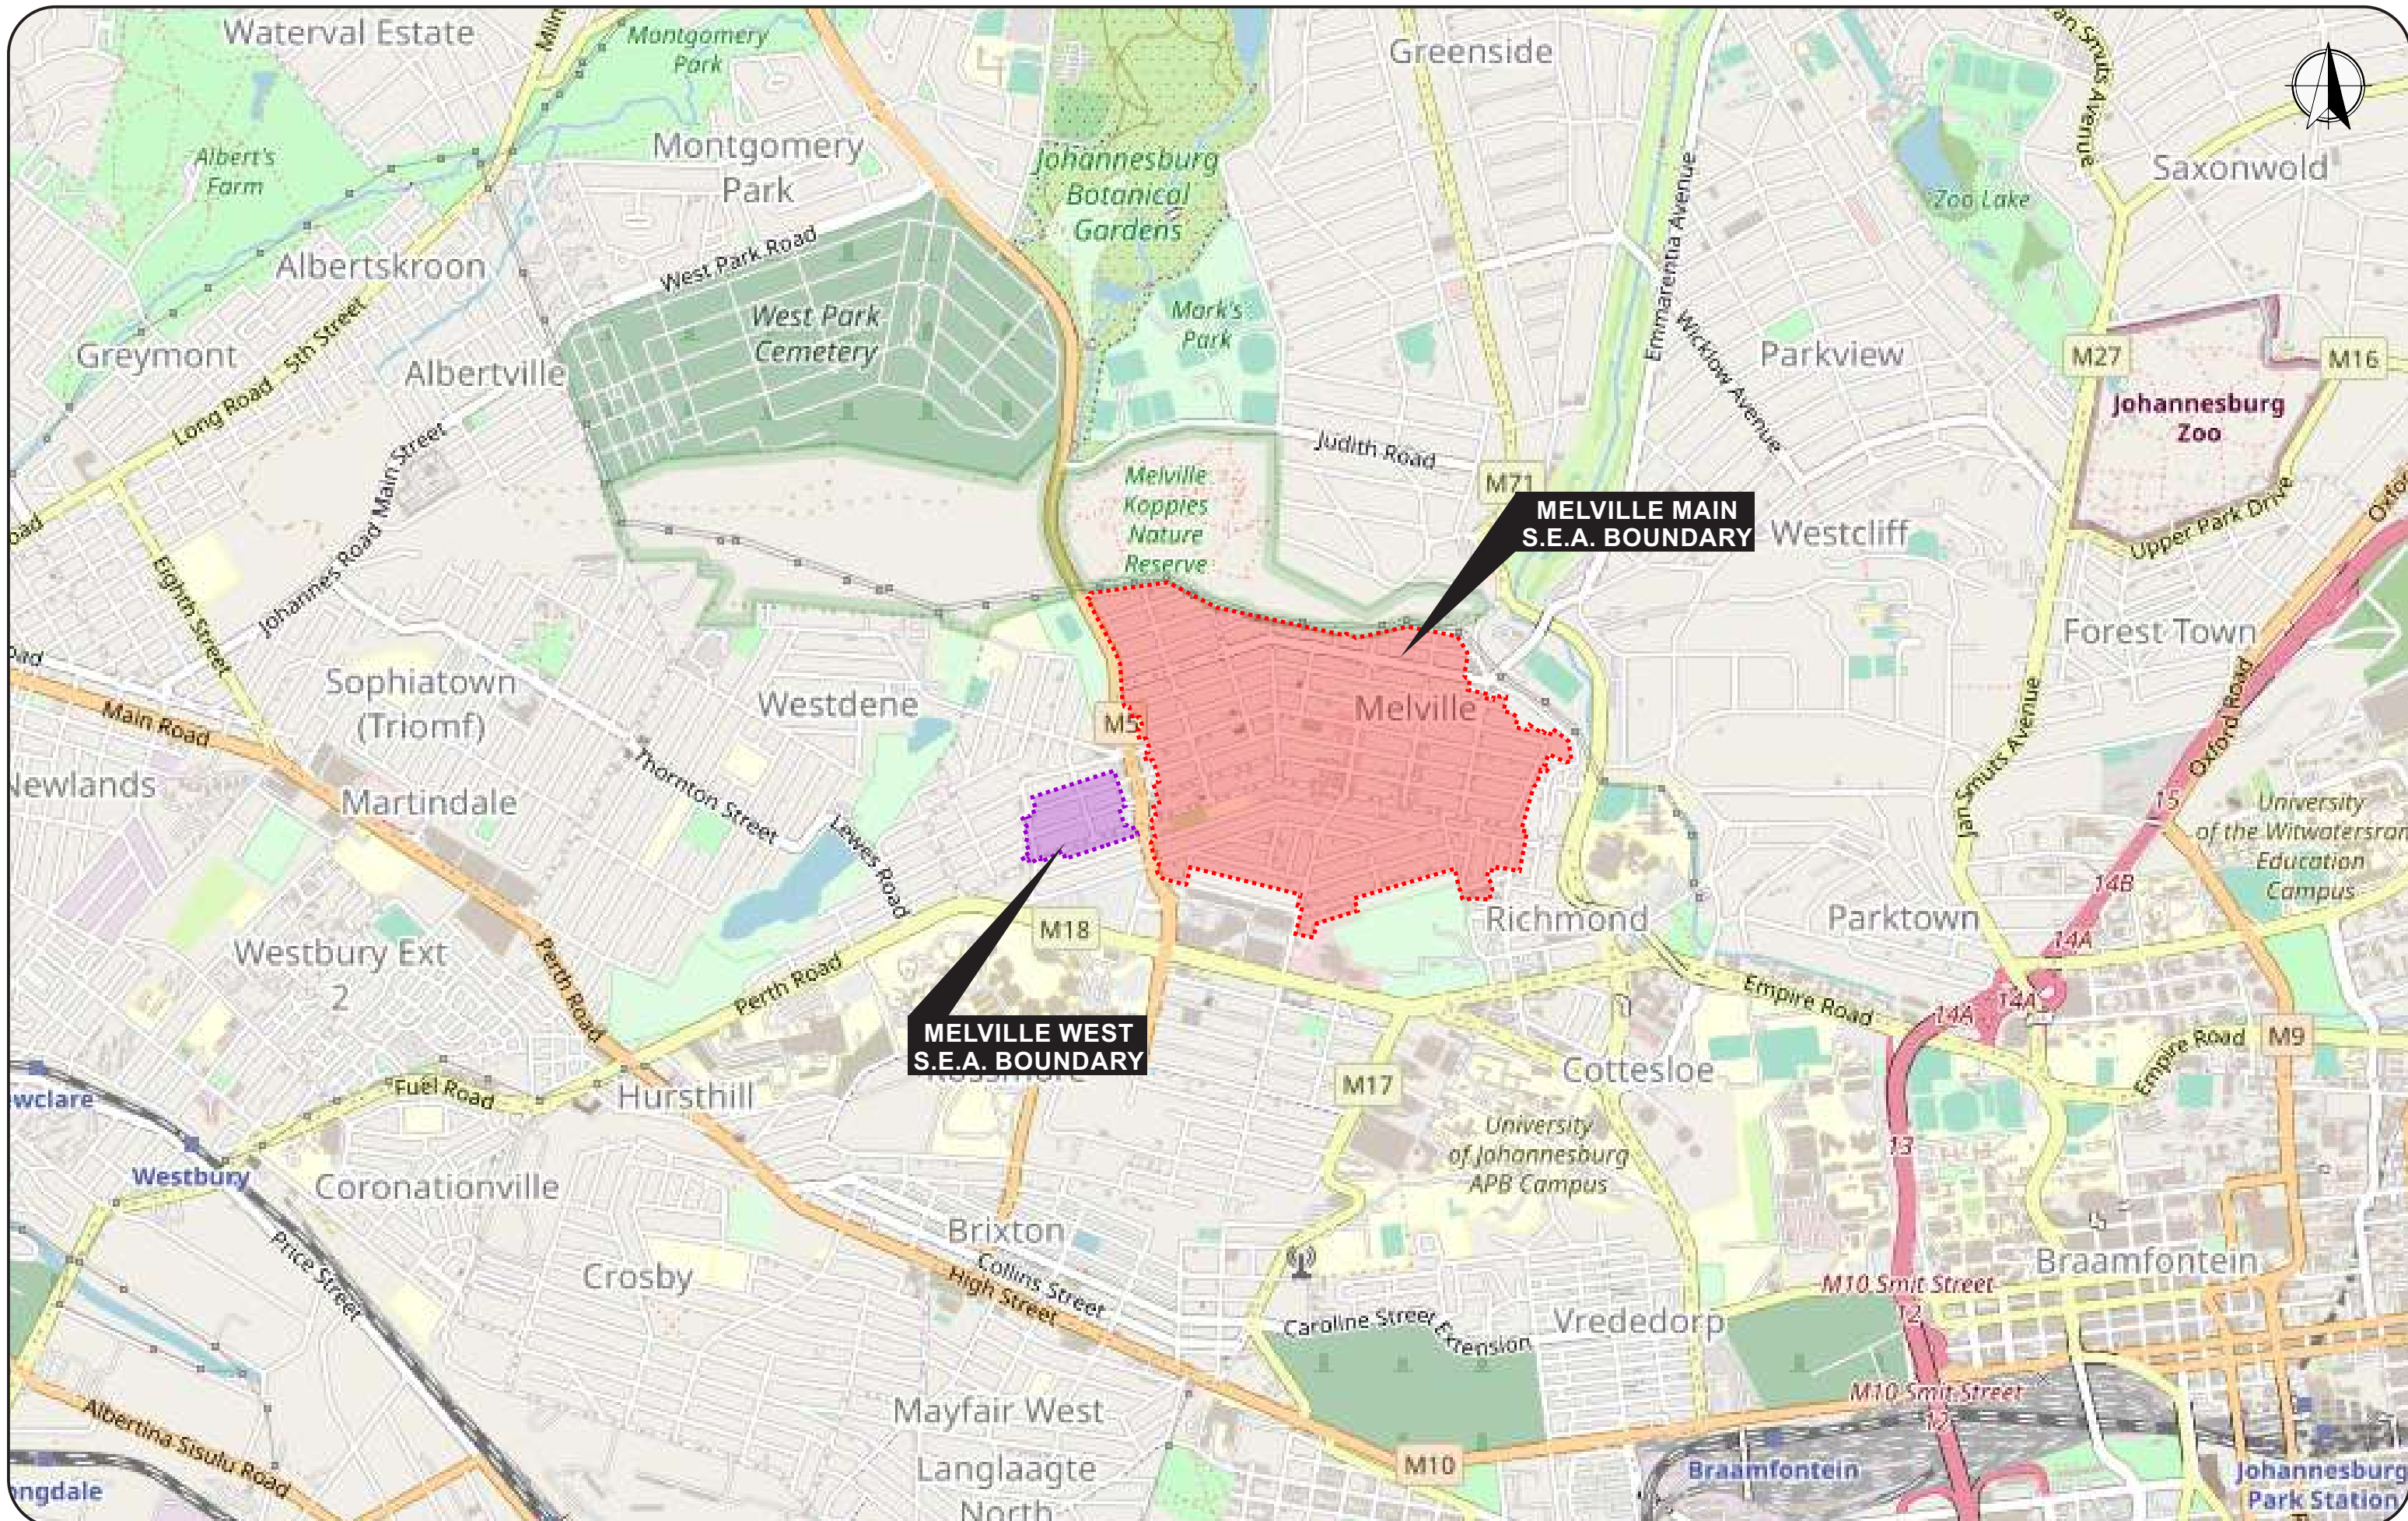 Waterval Estate
Montgomery
Park
Greenside
Jan Smuts Avenue
Albert's
Farm
Montgomery
Park
Johannesburg
Botanical
Gardens
Emmarentia Avenue
Zoo Lake
Saxonwold
Albertskroon
West Park Road
Mark's
Park
West Park
Cemetery
Wicklow Avenue
Parkview
M27
M16
Greymont
Long Road
5th Street
Albertville
Johannesburg
Zoo
Johannes Road Main Street
Judith Road
Melville
Koppies
Nature
Reserve
M71
MELVILLE MAIN
S.E.A. BOUNDARY
Westcliff
Upper Park Drive
Eighth Street
Forest Town
Sophiatown
(Triomf)
Westdene
M5
Melville
Main Road
Oxford Road
Jan Smuts Avenue
Newlands
Martindale
Thornton Street
Lewes Road
15
University
of the Witwatersran
Education
Campus
14B
Westbury Ext
2
M18
Richmond
Parktown
14A
Perth Road
Perth Road
Empire Road
14A
14A
MELVILLE WEST
S.E.A. BOUNDARY
Empire Road
M9
wclare
Fuel Road
Hursthill
M17
Cottesloe
University
of Johannesburg
APB Campus
13
Westbury
Coronationville
Price Street
Crosby
Brixton
Collins Street
High Street
Braamfontein
M10 Smit Street
12
Caroline Street Extension
Vrededorp
M10 Smit Street
12
Albertina Sisulu Road
Mayfair West
M10
Langlaagte
North
Braamfontein
Johannesburg
Park Station
ongdale